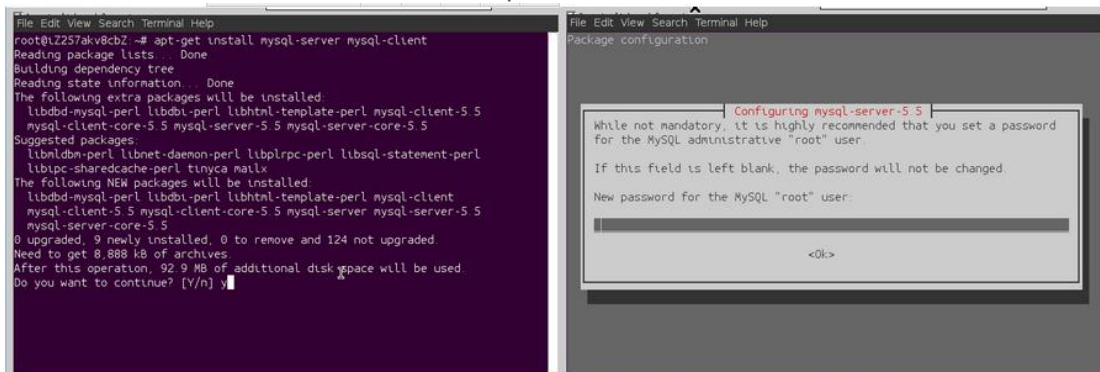 File Edit View Search Terminal Help
root@iZ257akv8cbZ:~# apt-get install mysql-server mysql-client
Reading package lists... Done
Building dependency tree
Reading state information... Done
The following extra packages will be installed:
libdbd-mysql-perl libdbi-perl libhtml-template-perl mysql-client-5.5
mysql-client-core-5.5 mysql-server-5.5 mysql-server-core-5.5
Suggested packages:
libmldbm-perl libnet-daemon-perl libplrpc-perl libsql-statement-perl
libipc-sharedcache-perl tinyca mailx
The following NEW packages will be installed:
libdbd-mysql-perl libdbi-perl libhtml-template-perl mysql-client
mysql-client-5.5 mysql-client-core-5.5 mysql-server mysql-server-5.5
mysql-server-core-5.5
0 upgraded, 9 newly installed, 0 to remove and 124 not upgraded.
Need to get 8,888 kB of archives.
After this operation, 92.9 MB of additional disk space will be used.
Do you want to continue? [Y/n] y
File Edit View Search Terminal Help
Package configuration
Configuring mysql-server-5.5
While not mandatory, it is highly recommended that you set a password
for the MySQL administrative "root" user.
If this field is left blank, the password will not be changed.
New password for the MySQL "root" user:
<Ok>